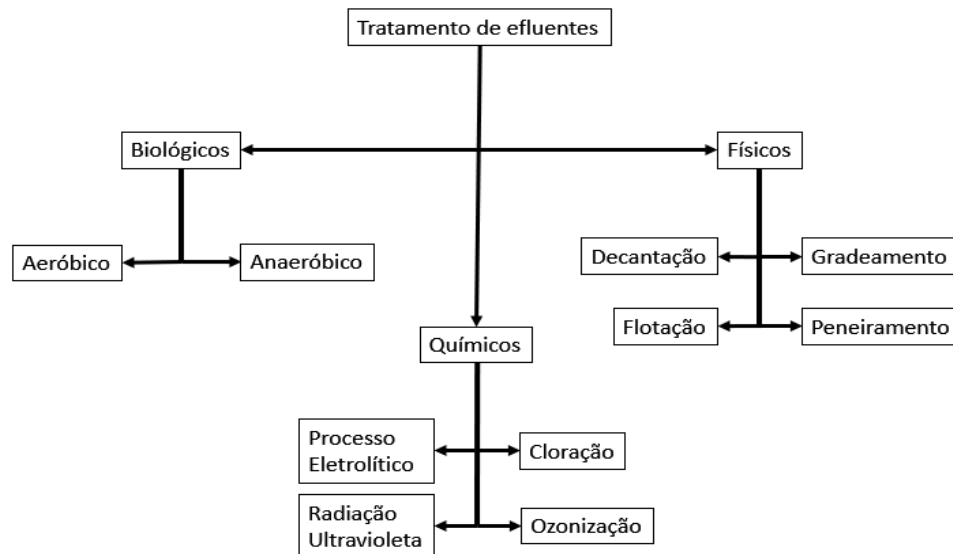 Tratamento de efluentes
Biológicos
Físicos
Aeróbico
Anaeróbico
Decantação
Gradeamento
Flotação
Peneiramento
Químicos
Processo
Eletrolítico
Cloração
Radiação
Ultravioleta
Ozonização